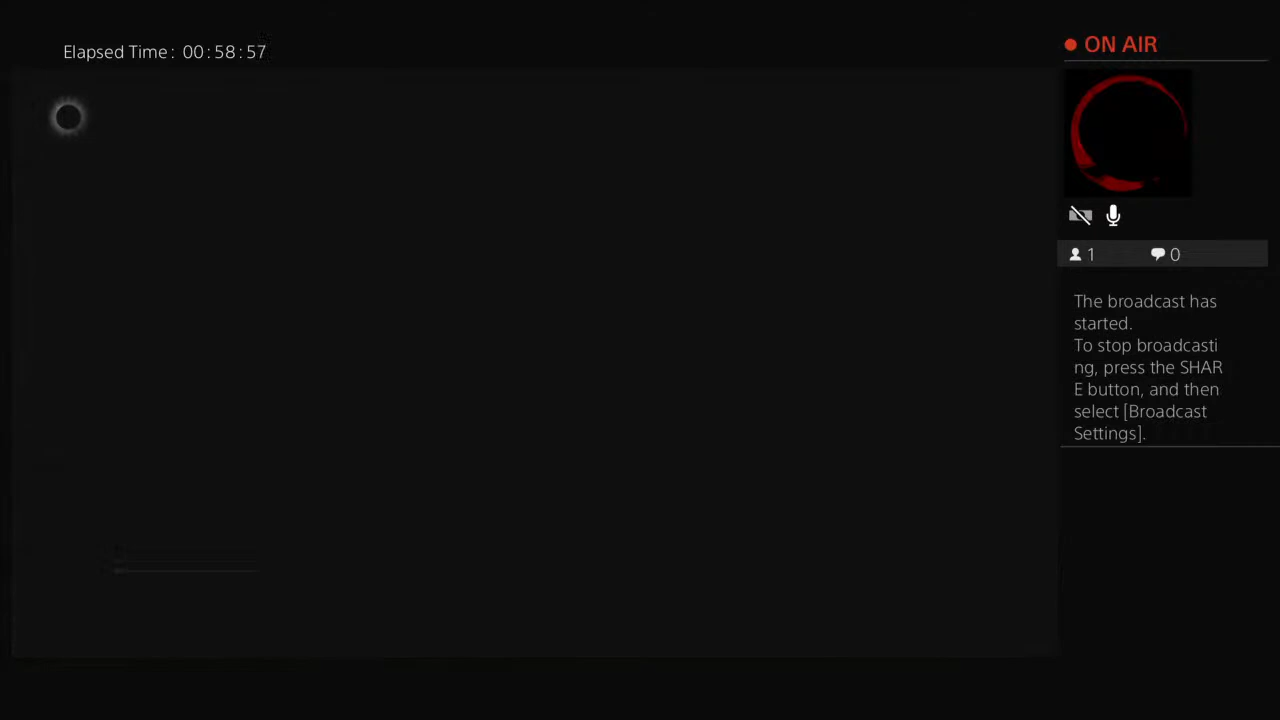 Elapsed Time: 00:58:57
ON AIR
1
0
The broadcast has
started.
To stop broadcasti
ng, press the SHAR
E button, and then
select [Broadcast
Settings].